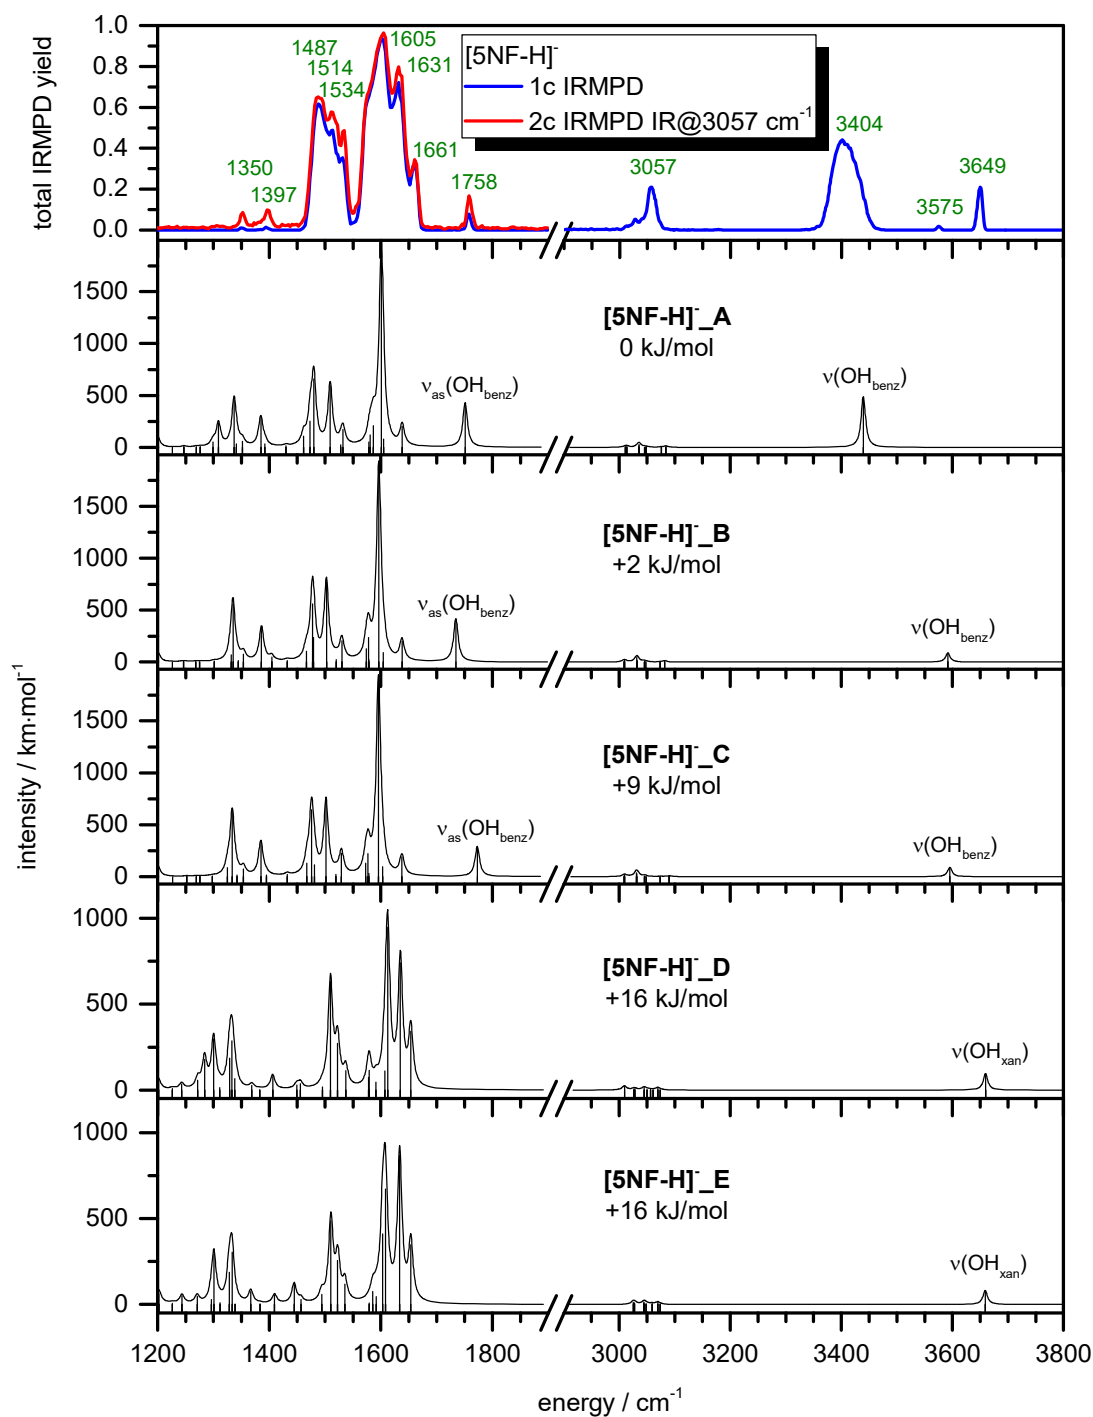 total IRMPD yield
1.0
0.8
0.6
0.4
0.2
0.0
1487
1514
1534
1605
1631
1350
1397
1661
1758
[5NF-H]⁻
1c IRMPD
2c IRMPD IR@3057 cm⁻¹
3057
3404
3649
3575
intensity / km·mol⁻¹
1500
1000
500
0
[5NF-H]⁻_A
0 kJ/mol
νas(OHbenz)
ν(OHbenz)
1500
1000
500
0
[5NF-H]⁻_B
+2 kJ/mol
νas(OHbenz)
ν(OHbenz)
1500
1000
500
0
[5NF-H]⁻_C
+9 kJ/mol
νas(OHbenz)
ν(OHbenz)
1000
500
0
[5NF-H]⁻_D
+16 kJ/mol
ν(OHxan)
1000
500
0
[5NF-H]⁻_E
+16 kJ/mol
ν(OHxan)
1200 1400 1600 1800 3000 3200 3400 3600 3800
energy / cm⁻¹